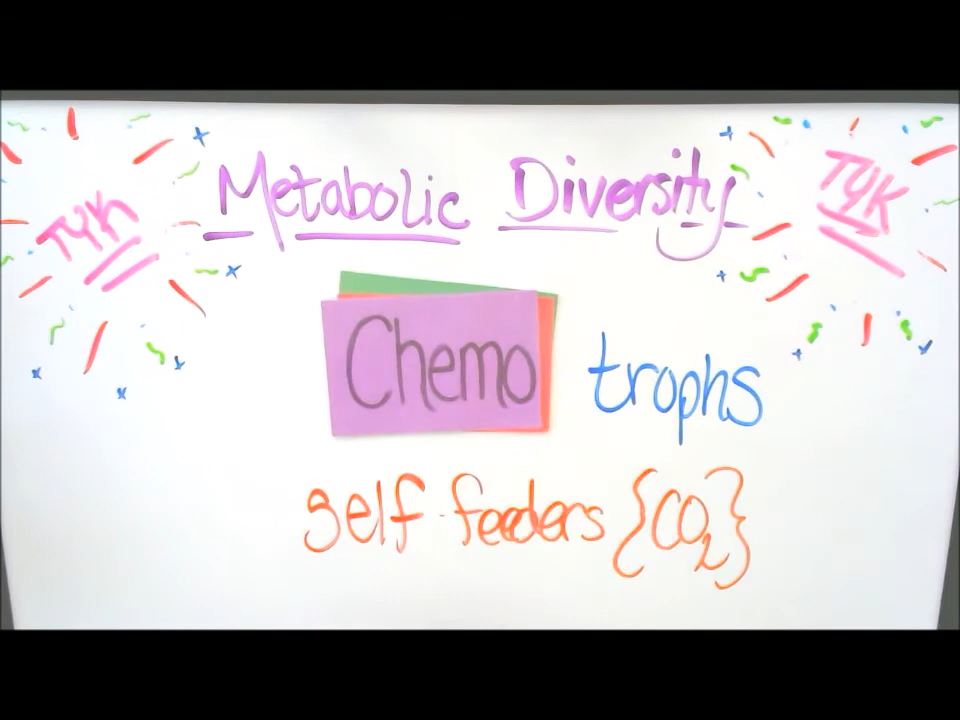 Metabolic Diversity
TYK
TYK
Chemo trophs
self-feeders {CO₂}